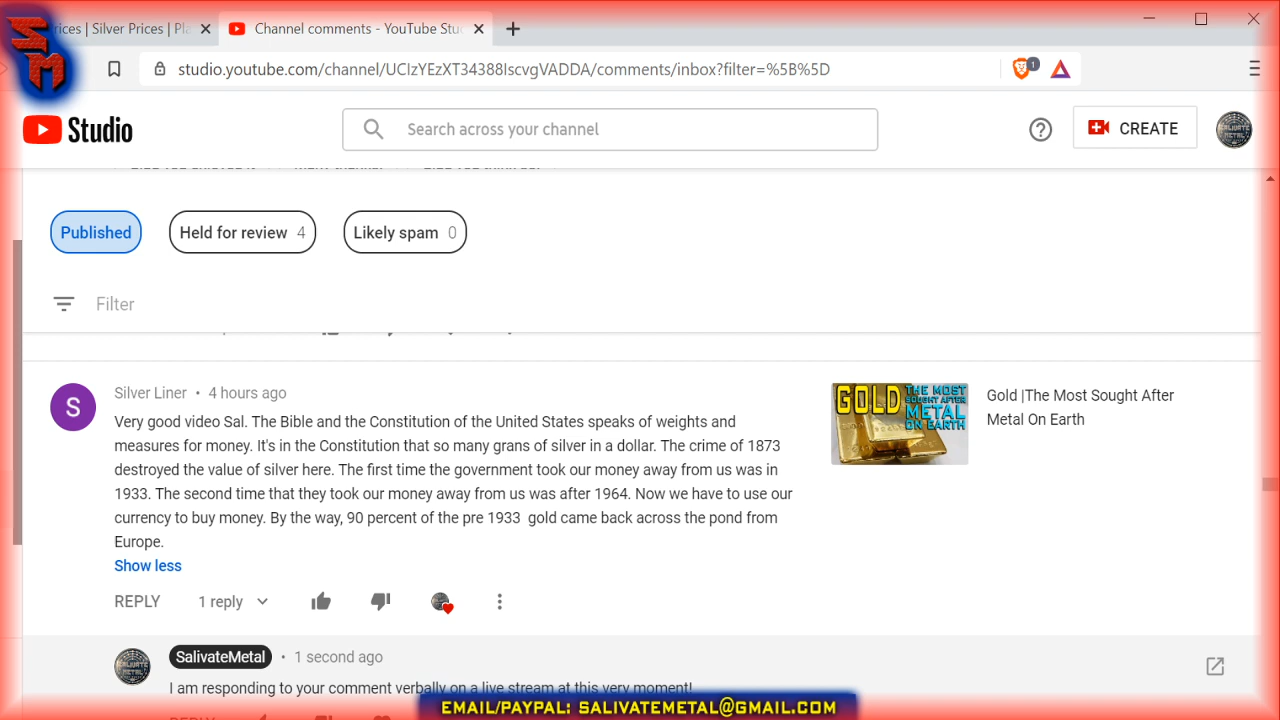 SM
rices | Silver Prices | Pla
Channel comments - YouTube Stu
studio.youtube.com/channel/UCIzYEzXT34388IscvgVADDA/comments/inbox?filter=%5B%5D
1
Studio
Search across your channel
CREATE
Published
Held for review 4
Likely spam 0
Filter
Silver Liner • 4 hours ago
S
Very good video Sal. The Bible and the Constitution of the United States speaks of weights and
measures for money. It's in the Constitution that so many grans of silver in a dollar. The crime of 1873
destroyed the value of silver here. The first time the government took our money away from us was in
1933. The second time that they took our money away from us was after 1964. Now we have to use our
currency to buy money. By the way, 90 percent of the pre 1933 gold came back across the pond from
Europe.
Show less
REPLY 1 reply
GOLD THE MOST
SOUGHT AFTER
METAL
ON EARTH
Gold |The Most Sought After
Metal On Earth
SalivateMetal • 1 second ago
I am responding to your comment verbally on a live stream at this very moment!
EMAIL/PAYPAL: SALIVATEMETAL@GMAIL.COM